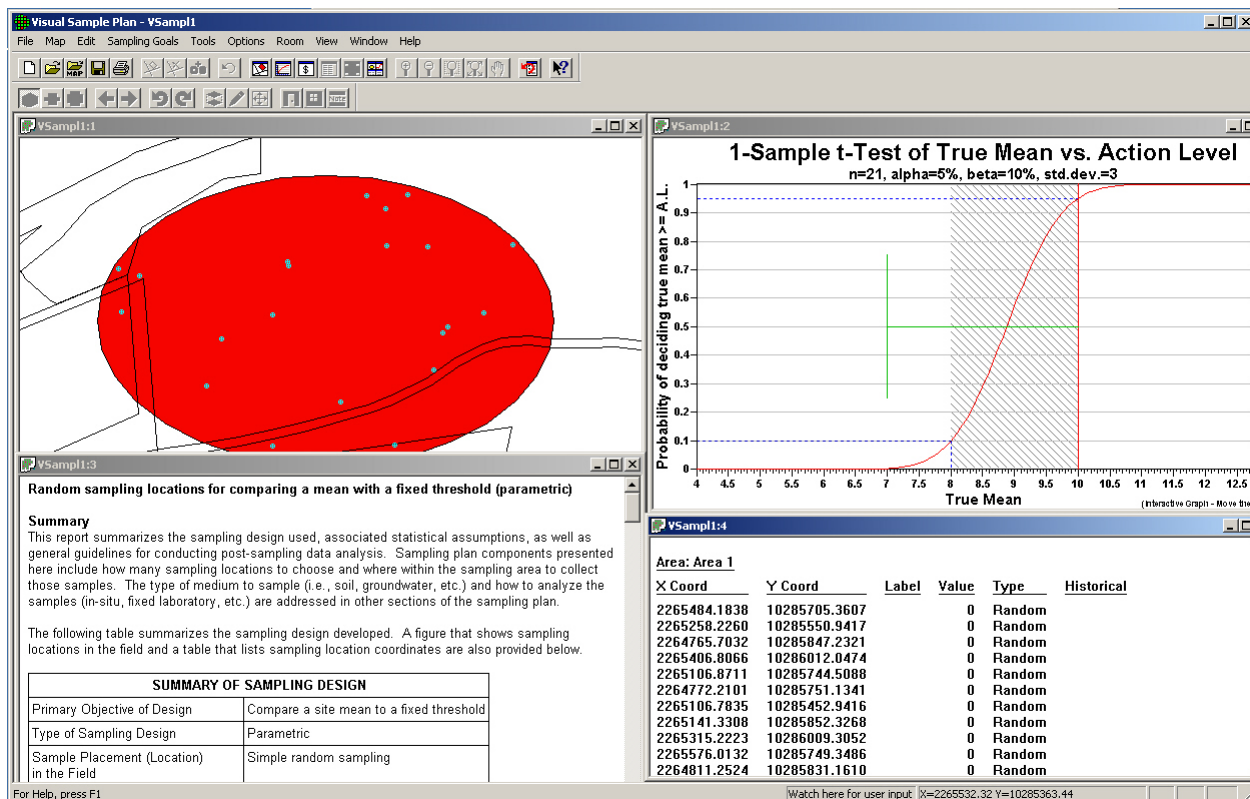 Visual Sample Plan - VSampl1
File Map Edit Sampling Goals Tools Options Room View Window Help
MAP
$
Note
VSampl1:1
VSampl1:2
1-Sample t-Test of True Mean vs. Action Level
n=21, alpha=5%, beta=10%, std.dev.=3
Probability of deciding true mean >= A.L.
1
0.9
0.8
0.7
0.6
0.5
0.4
0.3
0.2
0.1
0
4 4.5 5 5.5 6 6.5 7 7.5 8 8.5 9 9.5 10 10.5 11 11.5 12 12.5
True Mean
(Interactive Graph - Move the
VSampl1:3
Random sampling locations for comparing a mean with a fixed threshold (parametric)
Summary
This report summarizes the sampling design used, associated statistical assumptions, as well as
general guidelines for conducting post-sampling data analysis. Sampling plan components presented
here include how many sampling locations to choose and where within the sampling area to collect
those samples. The type of medium to sample (i.e., soil, groundwater, etc.) and how to analyze the
samples (in-situ, fixed laboratory, etc.) are addressed in other sections of the sampling plan.
The following table summarizes the sampling design developed. A figure that shows sampling
locations in the field and a table that lists sampling location coordinates are also provided below.
SUMMARY OF SAMPLING DESIGN
Primary Objective of Design Compare a site mean to a fixed threshold
Type of Sampling Design Parametric
Sample Placement (Location) Simple random sampling
in the Field
VSampl1:4
Area: Area 1
X Coord Y Coord Label Value Type Historical
2265484.1838 10285705.3607 0 Random
2265258.2260 10285550.9417 0 Random
2264765.7032 10285847.2321 0 Random
2265406.8066 10286012.0474 0 Random
2265106.8711 10285744.5088 0 Random
2264772.2101 10285751.1341 0 Random
2265106.7835 10285452.9416 0 Random
2265141.3308 10285852.3268 0 Random
2265315.2223 10286009.3052 0 Random
2265576.0132 10285749.3486 0 Random
2264811.2524 10285831.1610 0 Random
For Help, press F1
Watch here for user input X=2265532.32 Y=10285363.44